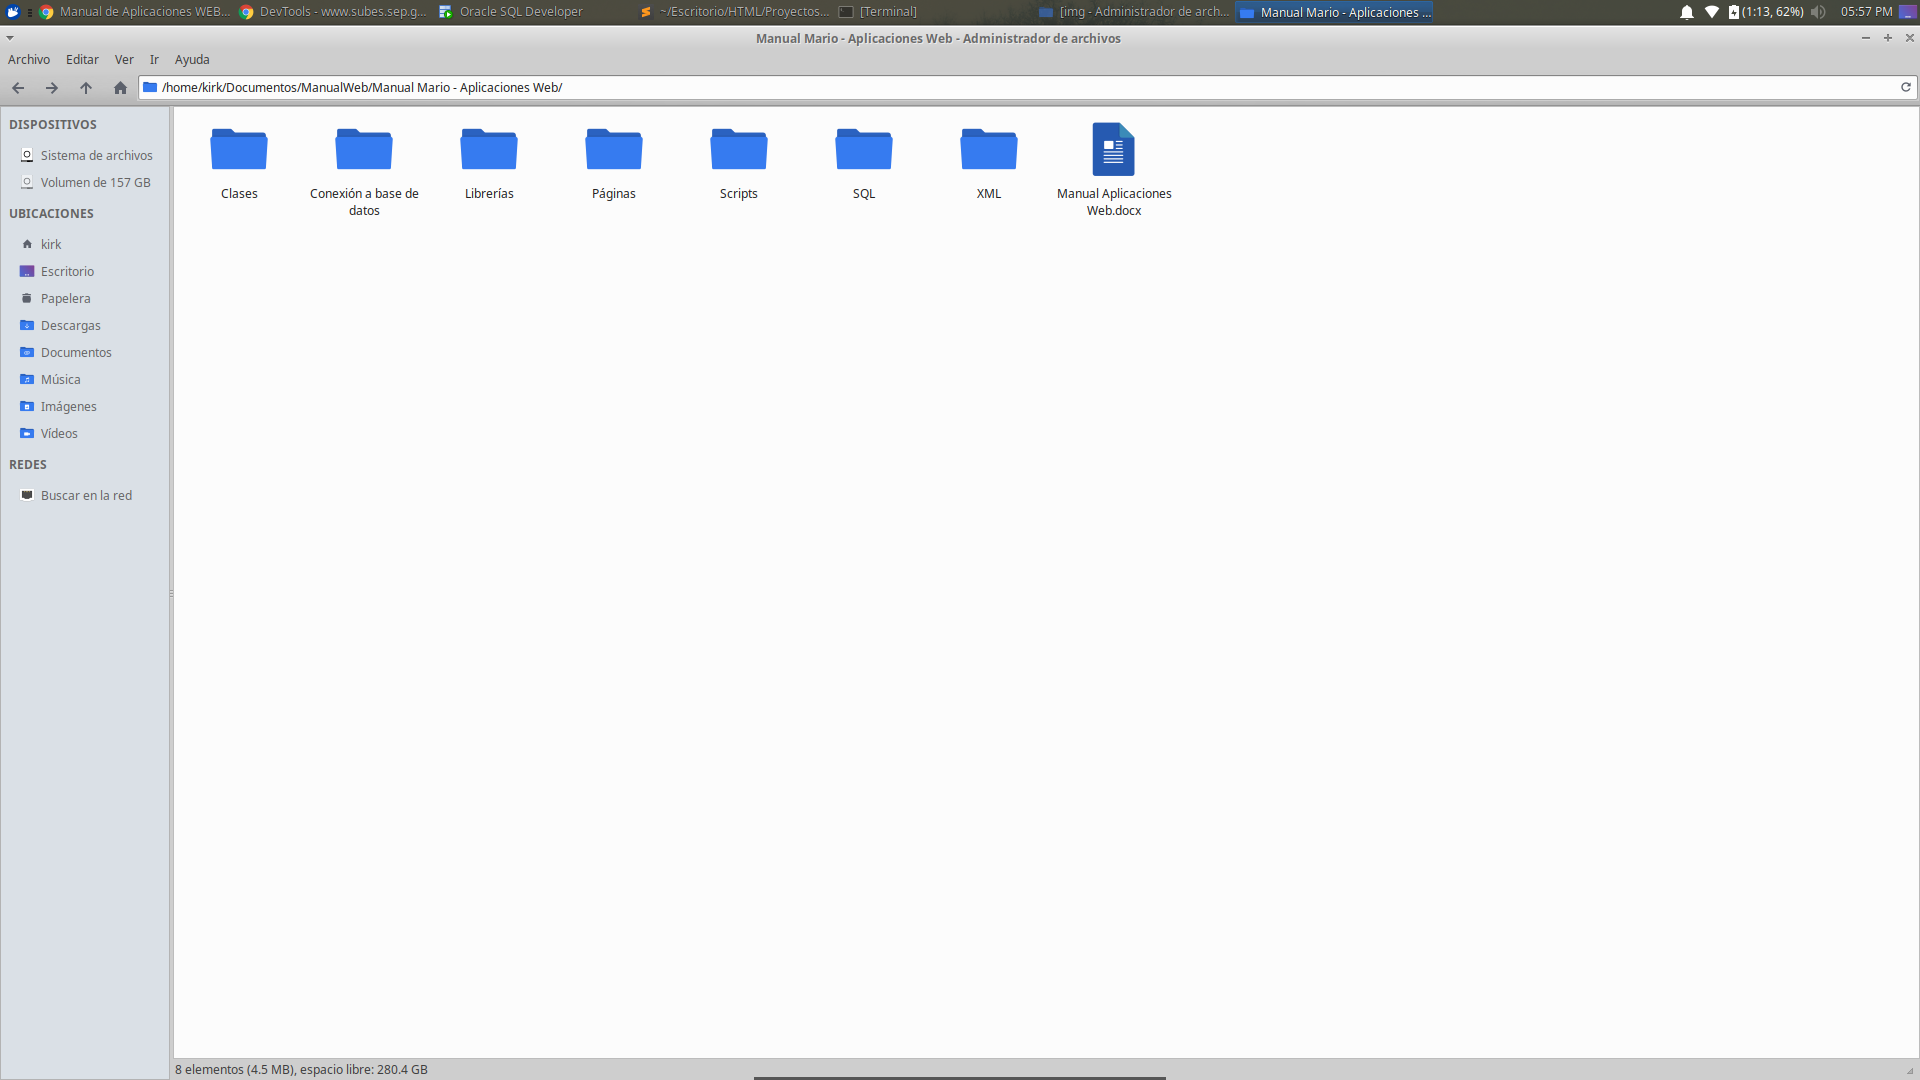 Manual de Aplicaciones WEB...
DevTools - www.subes.sep.g...
Oracle SQL Developer
~/Escritorio/HTML/Proyectos...
[Terminal]
[img - Administrador de arch...
Manual Mario - Aplicaciones ...
(1:13, 62%)
05:57 PM
Manual Mario - Aplicaciones Web - Administrador de archivos
Archivo Editar Ver Ir Ayuda
/home/kirk/Documentos/ManualWeb/Manual Mario - Aplicaciones Web/
DISPOSITIVOS
Sistema de archivos
Volumen de 157 GB
UBICACIONES
kirk
Escritorio
Papelera
Descargas
Documentos
Música
Imágenes
Vídeos
REDES
Buscar en la red
Clases
Conexión a base de
datos
Librerías
Páginas
Scripts
SQL
XML
Manual Aplicaciones
Web.docx
8 elementos (4.5 MB), espacio libre: 280.4 GB